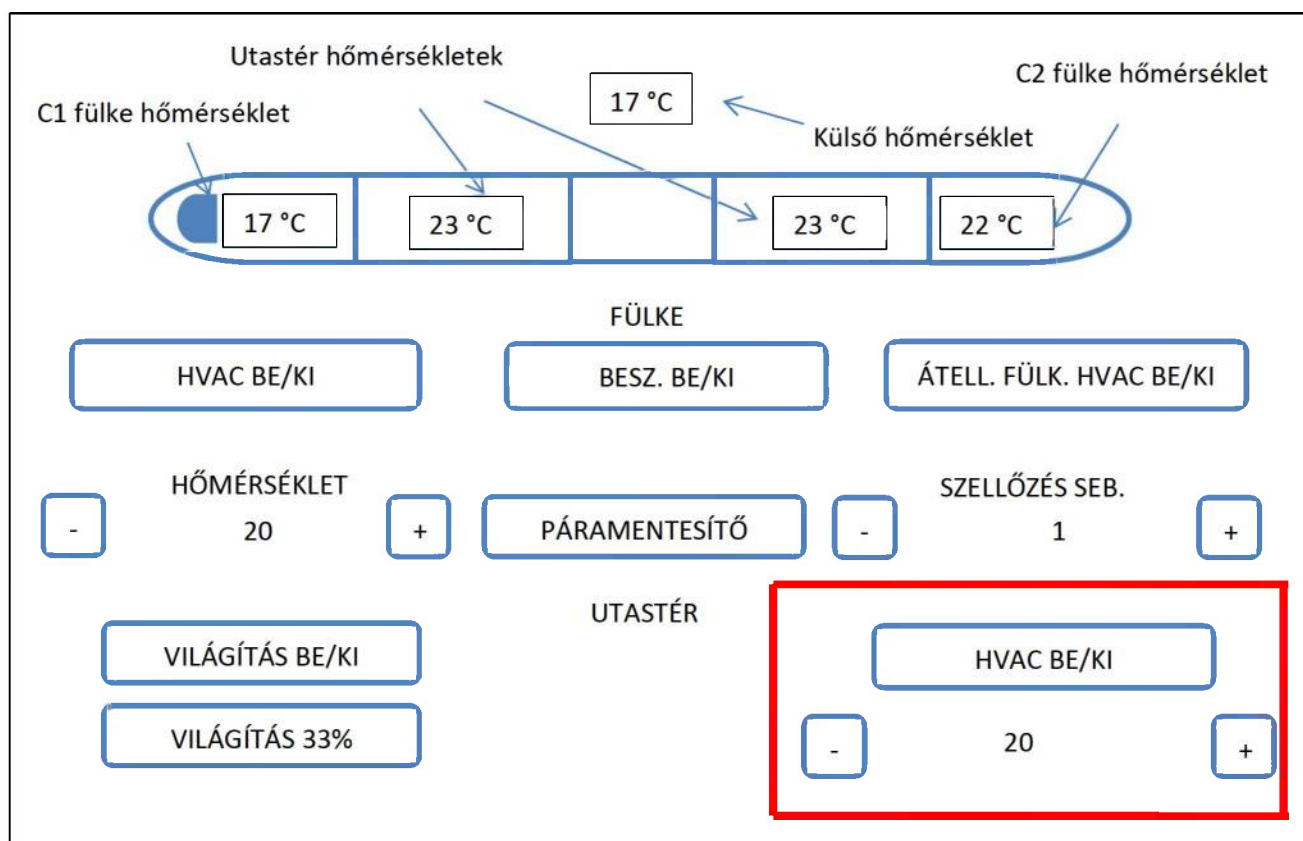 Utastér hőmérsékletek
C2 fülke hőmérséklet
17 °C
C1 fülke hőmérséklet
Külső hőmérséklet
17 °C
23 °C
23 °C
22 °C
FÜLKE
HVAC BE/KI
BESZ. BE/KI
ÁTELL. FÜLK. HVAC BE/KI
HŐMÉRSÉKLET
SZELLŐZÉS SEB.
-
20
+
PÁRAMENTESÍTŐ
-
1
+
UTASTÉR
VILÁGÍTÁS BE/KI
HVAC BE/KI
VILÁGÍTÁS 33%
-
20
+